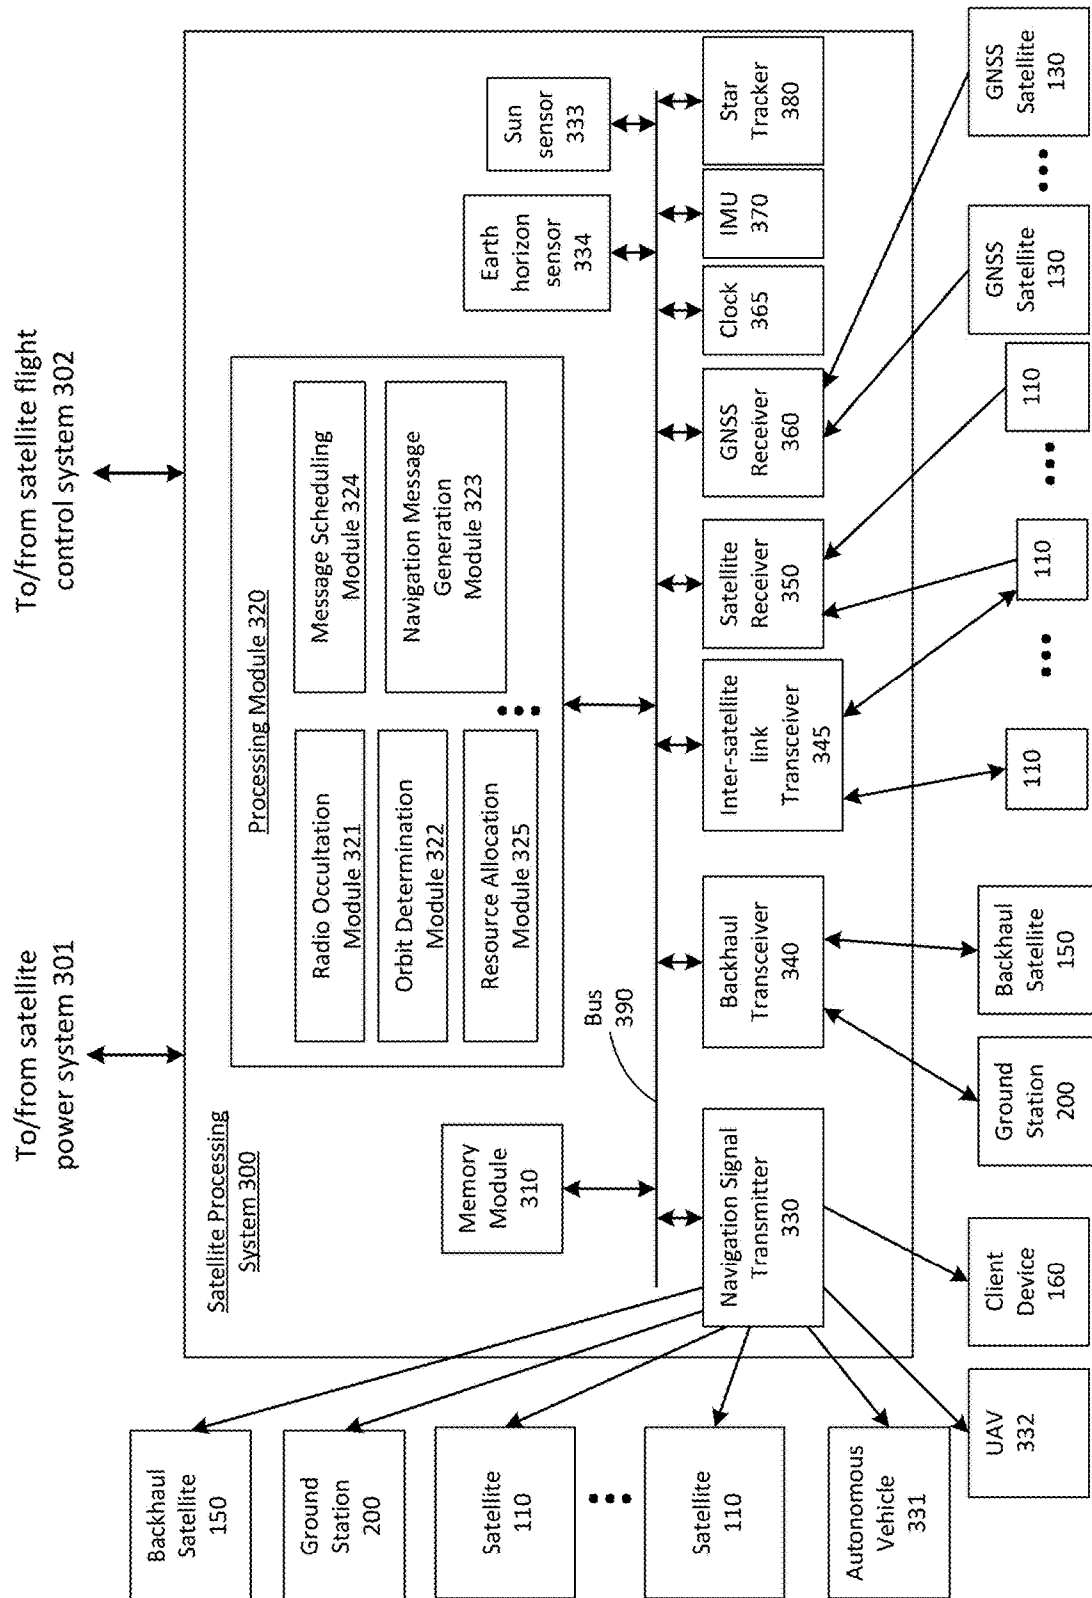 To/from satellite
power system 301
To/from satellite flight
control system 302
Satellite Processing
System 300
Processing Module 320
Radio Occultation
Module 321
Message Scheduling
Module 324
Orbit Determination
Module 322
Navigation Message
Generation
Module 323
Resource Allocation
Module 325
Memory
Module
310
Earth
horizon
sensor
334
Sun
sensor
333
Bus
390
Navigation Signal
Transmitter
330
Backhaul
Transceiver
340
Inter-satellite
link
Transceiver
345
Satellite
Receiver
350
GNSS
Receiver
360
Clock
365
IMU
370
Star
Tracker
380
Backhaul
Satellite
150
Ground
Station
200
Satellite
110
Satellite
110
Autonomous
Vehicle
331
UAV
332
Client
Device
160
Ground
Station
200
Backhaul
Satellite
150
110
110
110
GNSS
Satellite
130
GNSS
Satellite
130